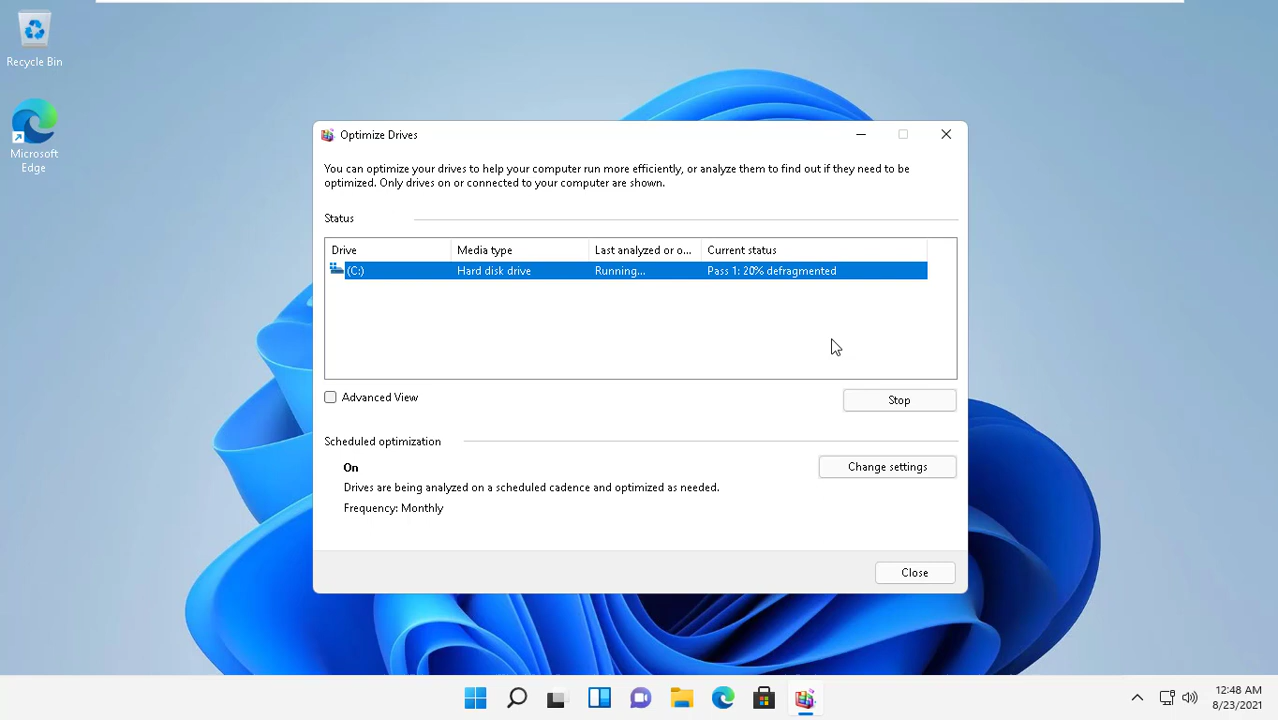 Recycle Bin
Microsoft
Edge
Optimize Drives
You can optimize your drives to help your computer run more efficiently, or analyze them to find out if they need to be
optimized. Only drives on or connected to your computer are shown.
Status
Drive Media type Last analyzed or o... Current status
(C:) Hard disk drive Running... Pass 1: 20% defragmented
Advanced View
Stop
Scheduled optimization
On
Change settings
Drives are being analyzed on a scheduled cadence and optimized as needed.
Frequency: Monthly
Close
12:48 AM
8/23/2021